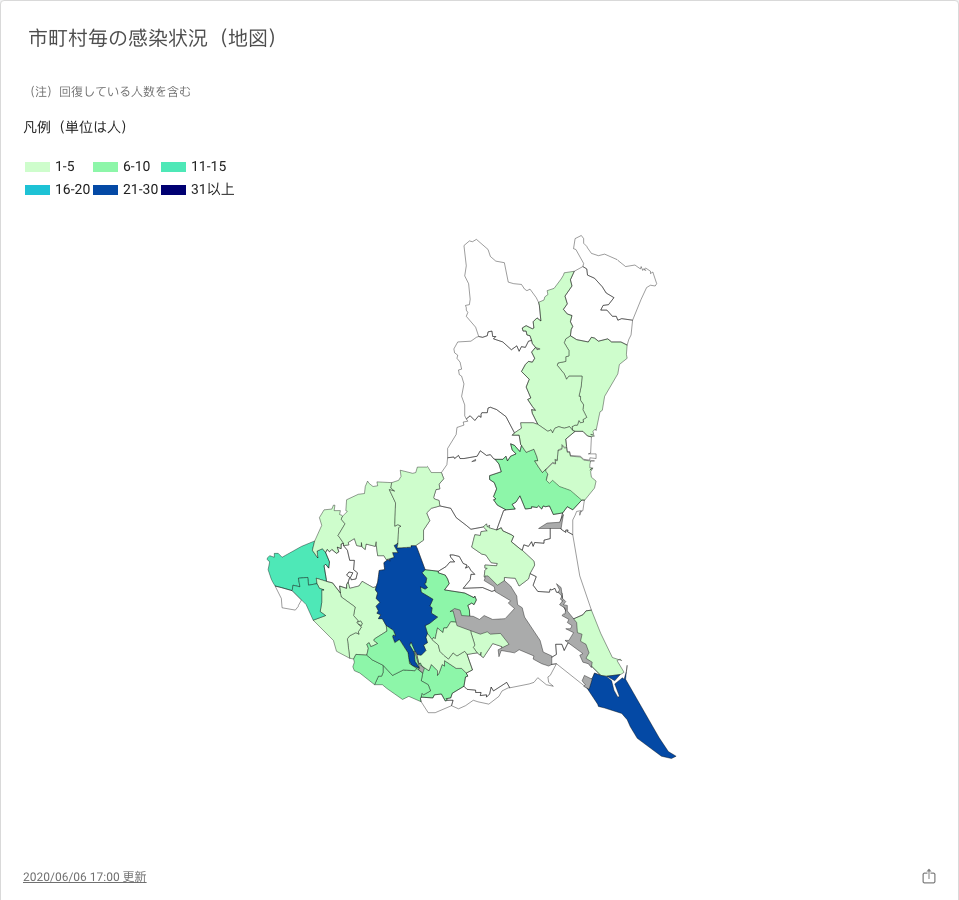 市町村毎の感染状況（地図）
（注）回復している人数を含む
凡例（単位は人）
1-5 6-10 11-15
16-20 21-30 31以上
2020/06/06 17:00 更新